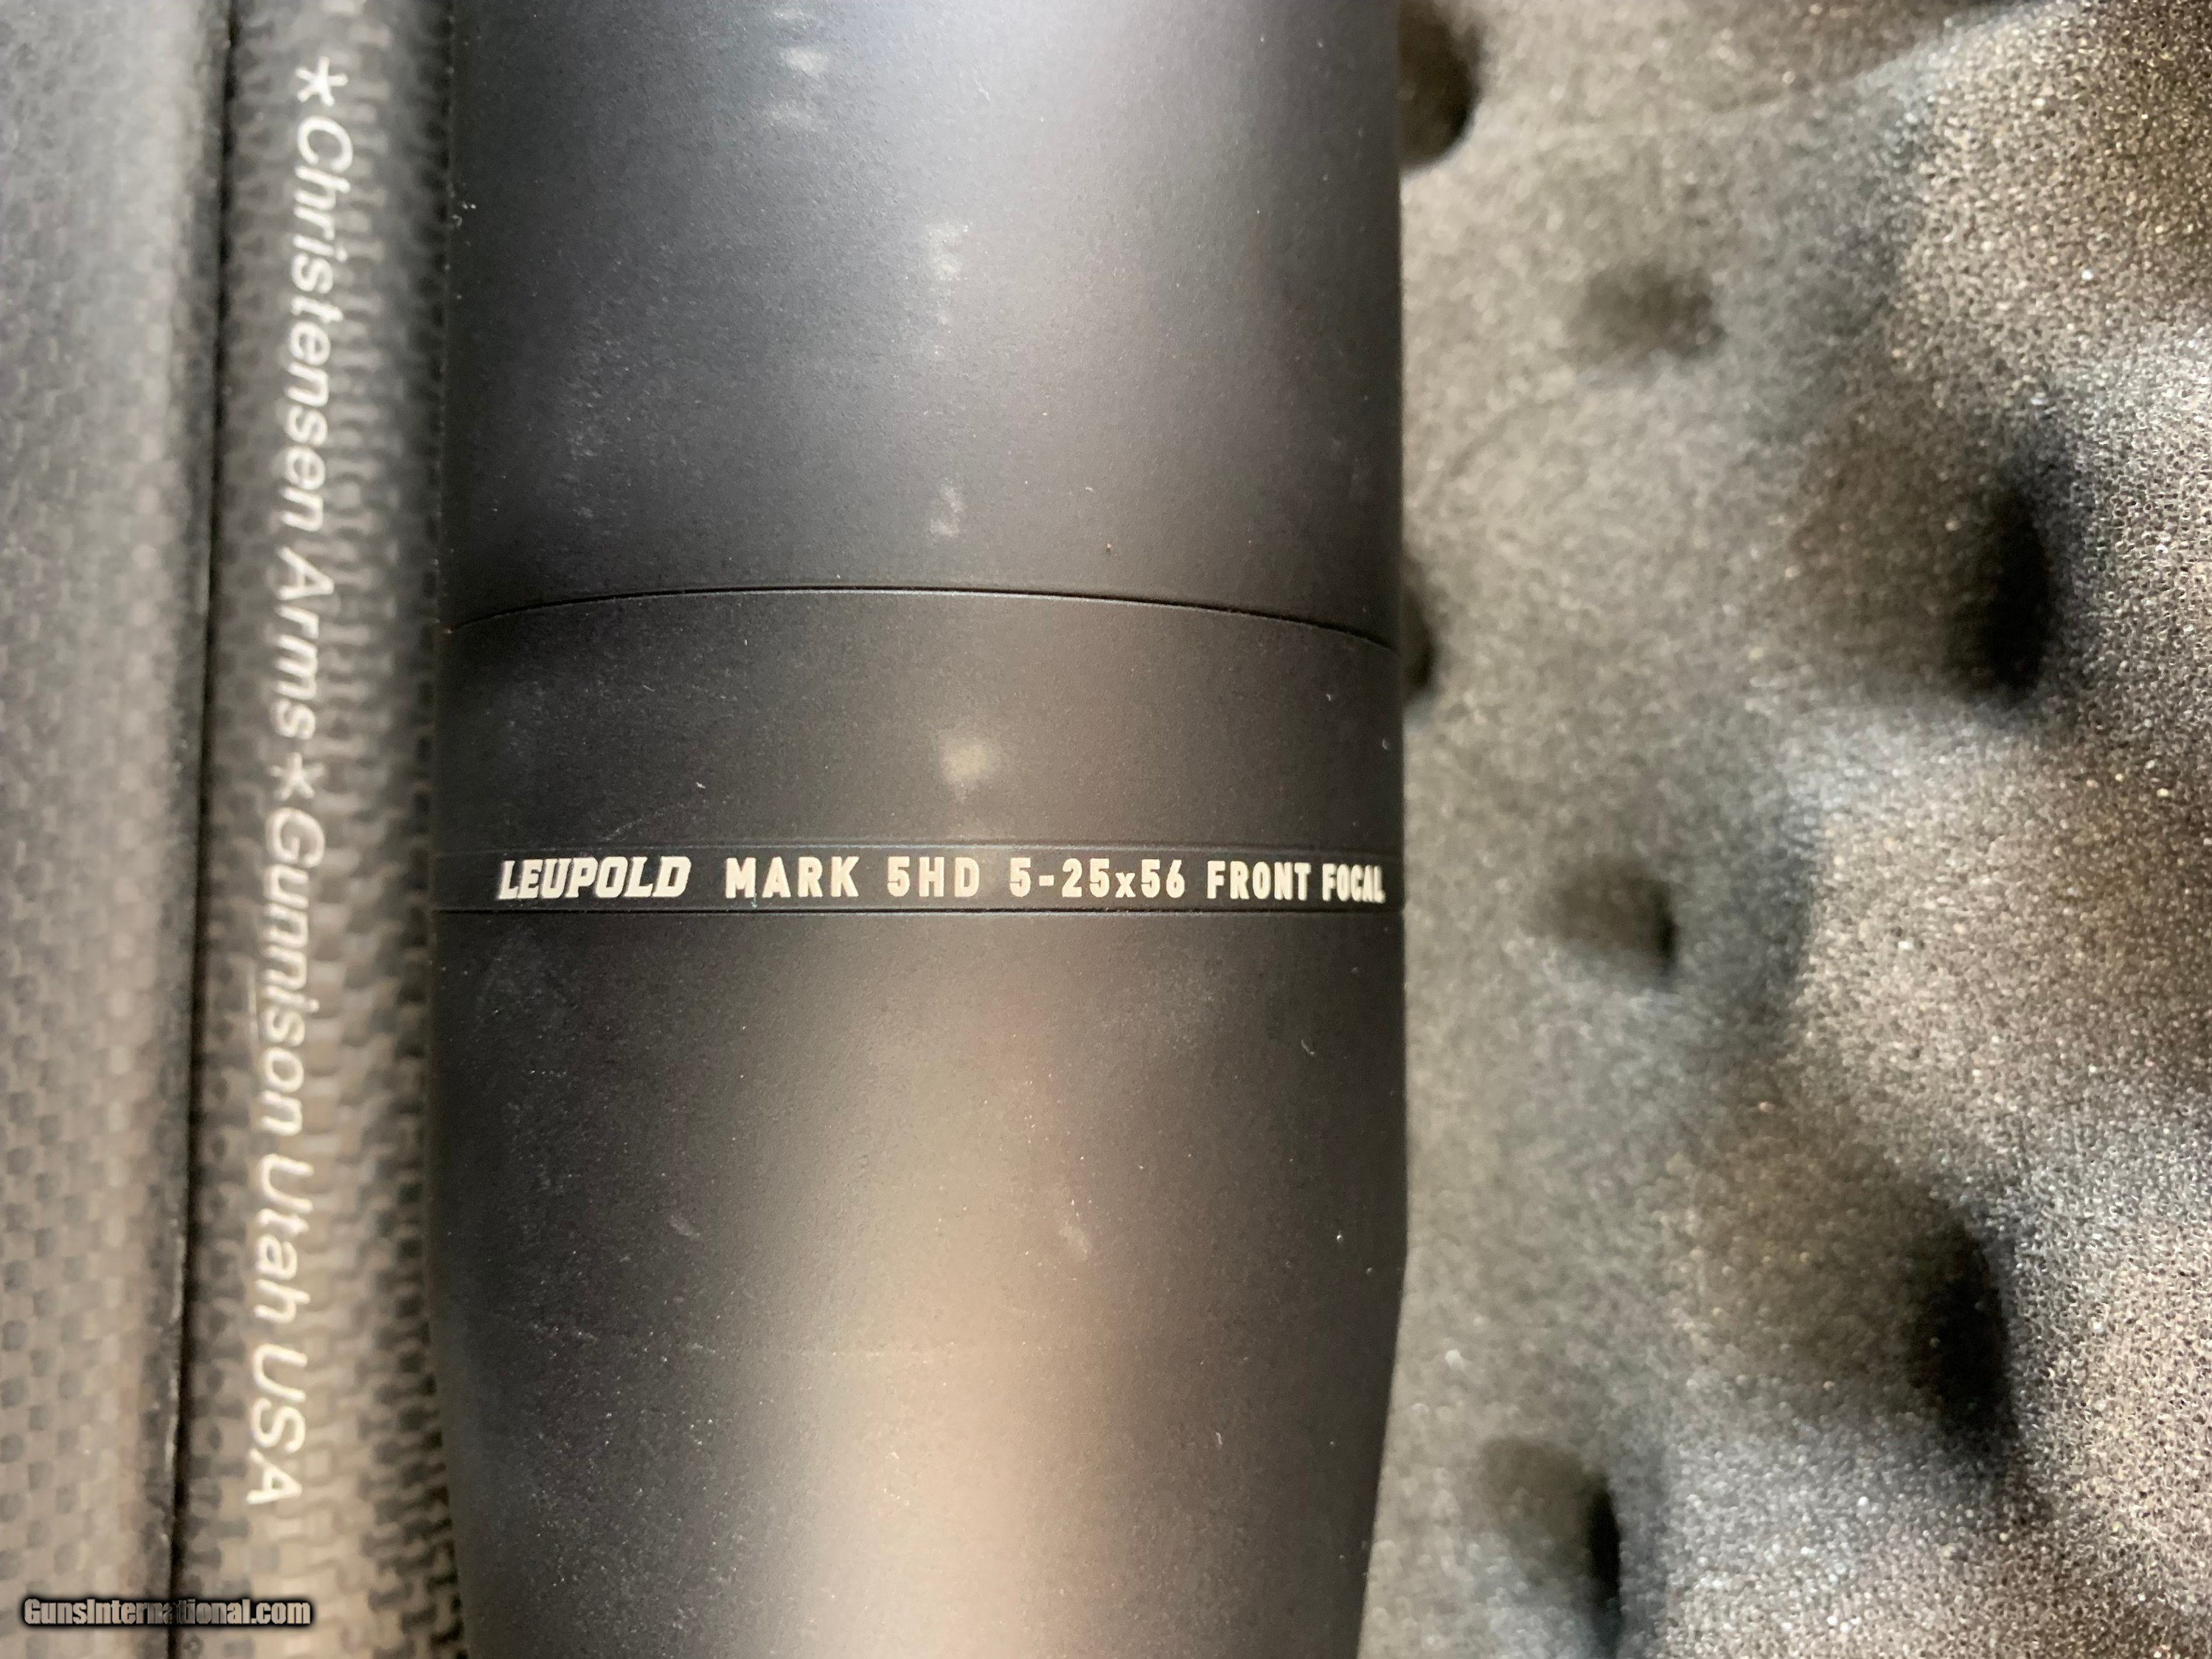 *Christensen Arms*Gunnison Utah USA
LEUPOLD MARK 5HD 5-25x56 FRONT FOCAL
GunsInternational.com